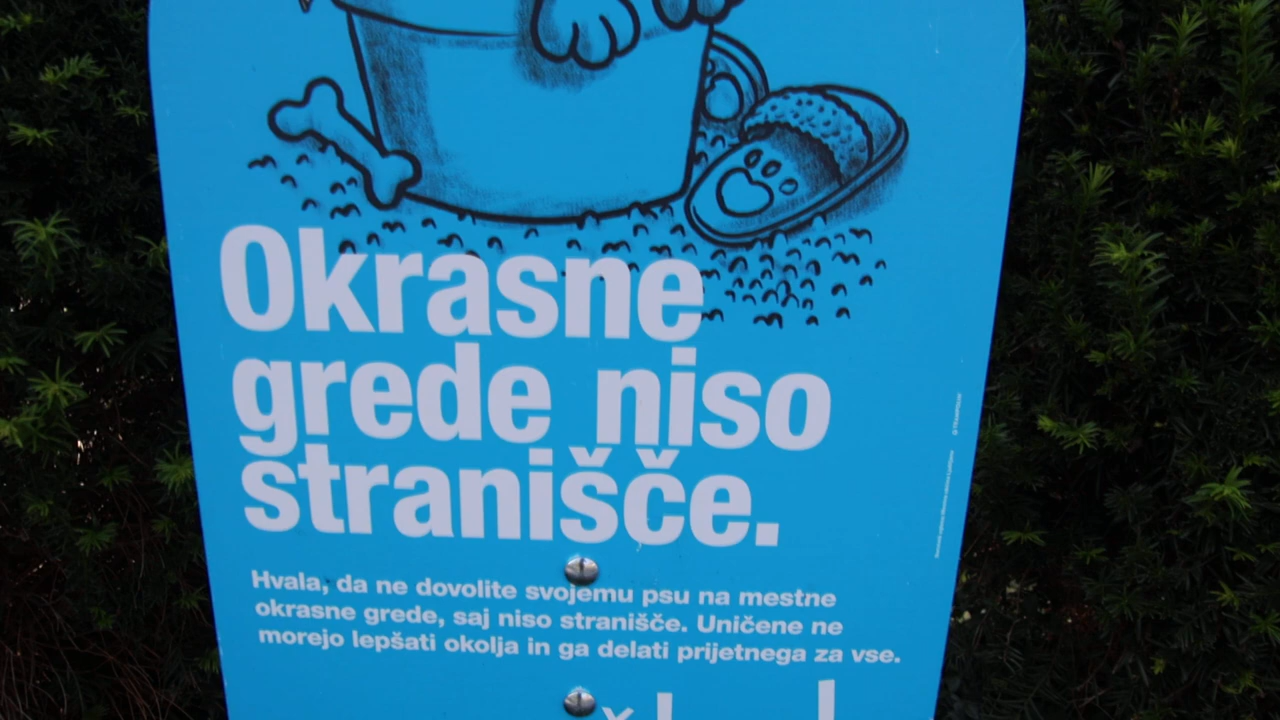 Okrasne
grede niso
stranišče.
Hvala, da ne dovolite svojemu psu na mestne
okrasne grede, saj niso stranišče. Uničene ne
morejo lepšati okolja in ga delati prijetnega za vse.